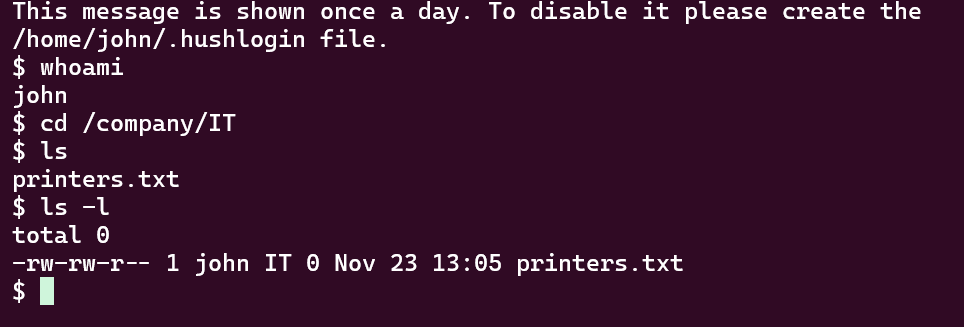 This message is shown once a day. To disable it please create the
/home/john/.hushlogin file.
$ whoami
john
$ cd /company/IT
$ ls
printers.txt
$ ls -l
total 0
-rw-rw-r-- 1 john IT 0 Nov 23 13:05 printers.txt
$